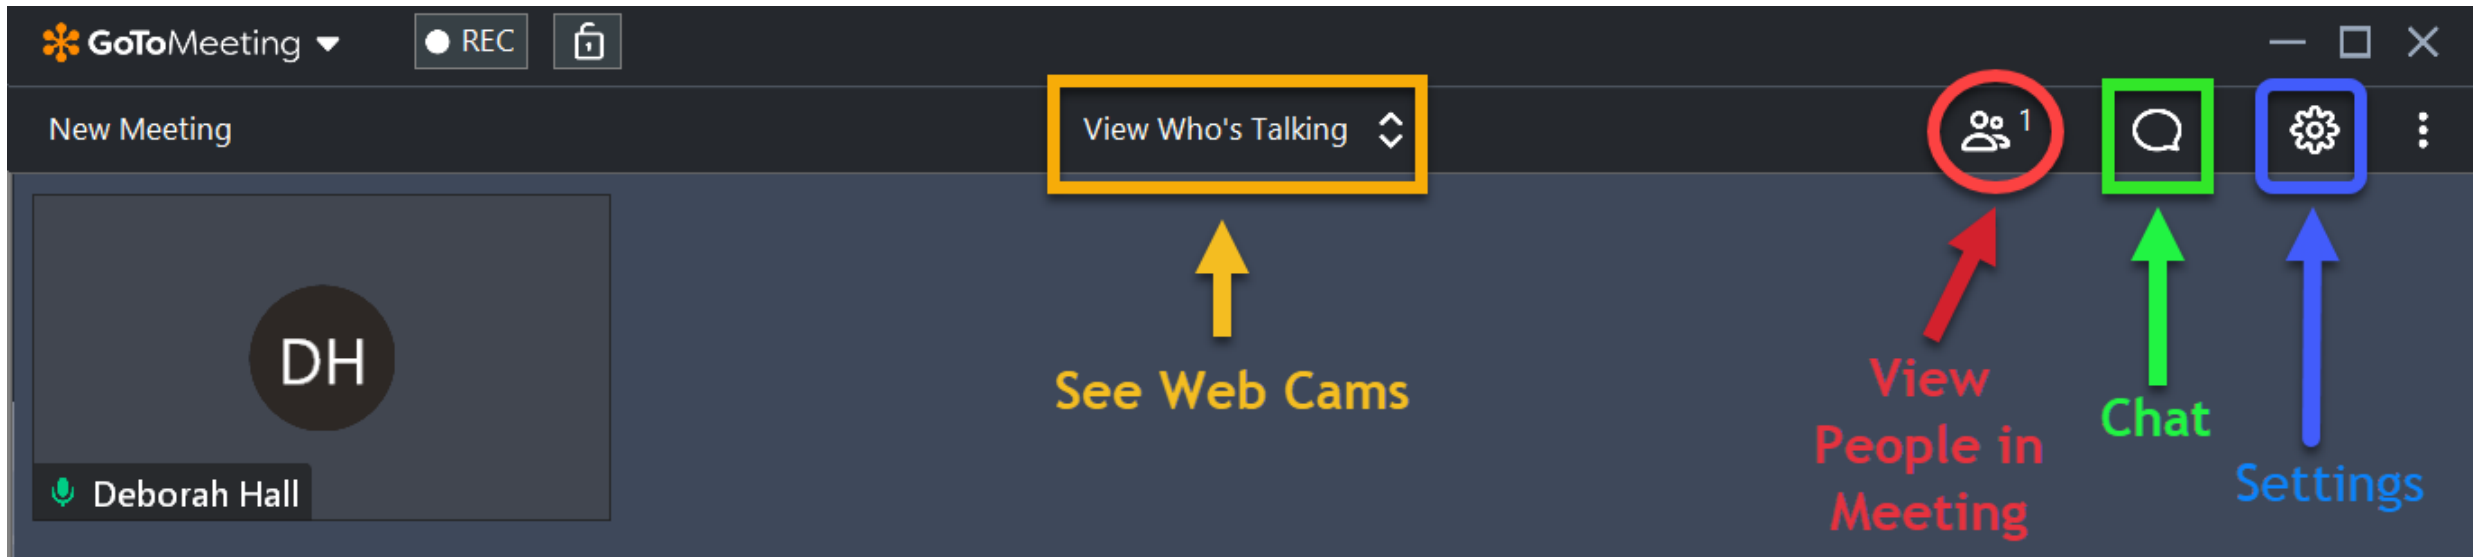 GoToMeeting
REC
New Meeting
View Who's Talking
1
DH
Deborah Hall
See Web Cams
View
People in
Meeting
Chat
Settings